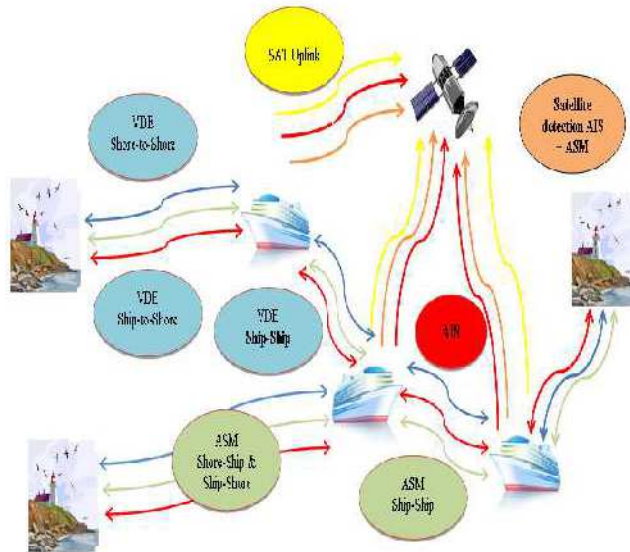 SAT Uplink
Satellite
detection AIS
– ASM
VDE
Shore-to-Shore
VDE
Ship-to-Shore
VDE
Ship-Ship
AIS
ASM
Shore-Ship &
Ship-Shore
ASM
Ship-Ship